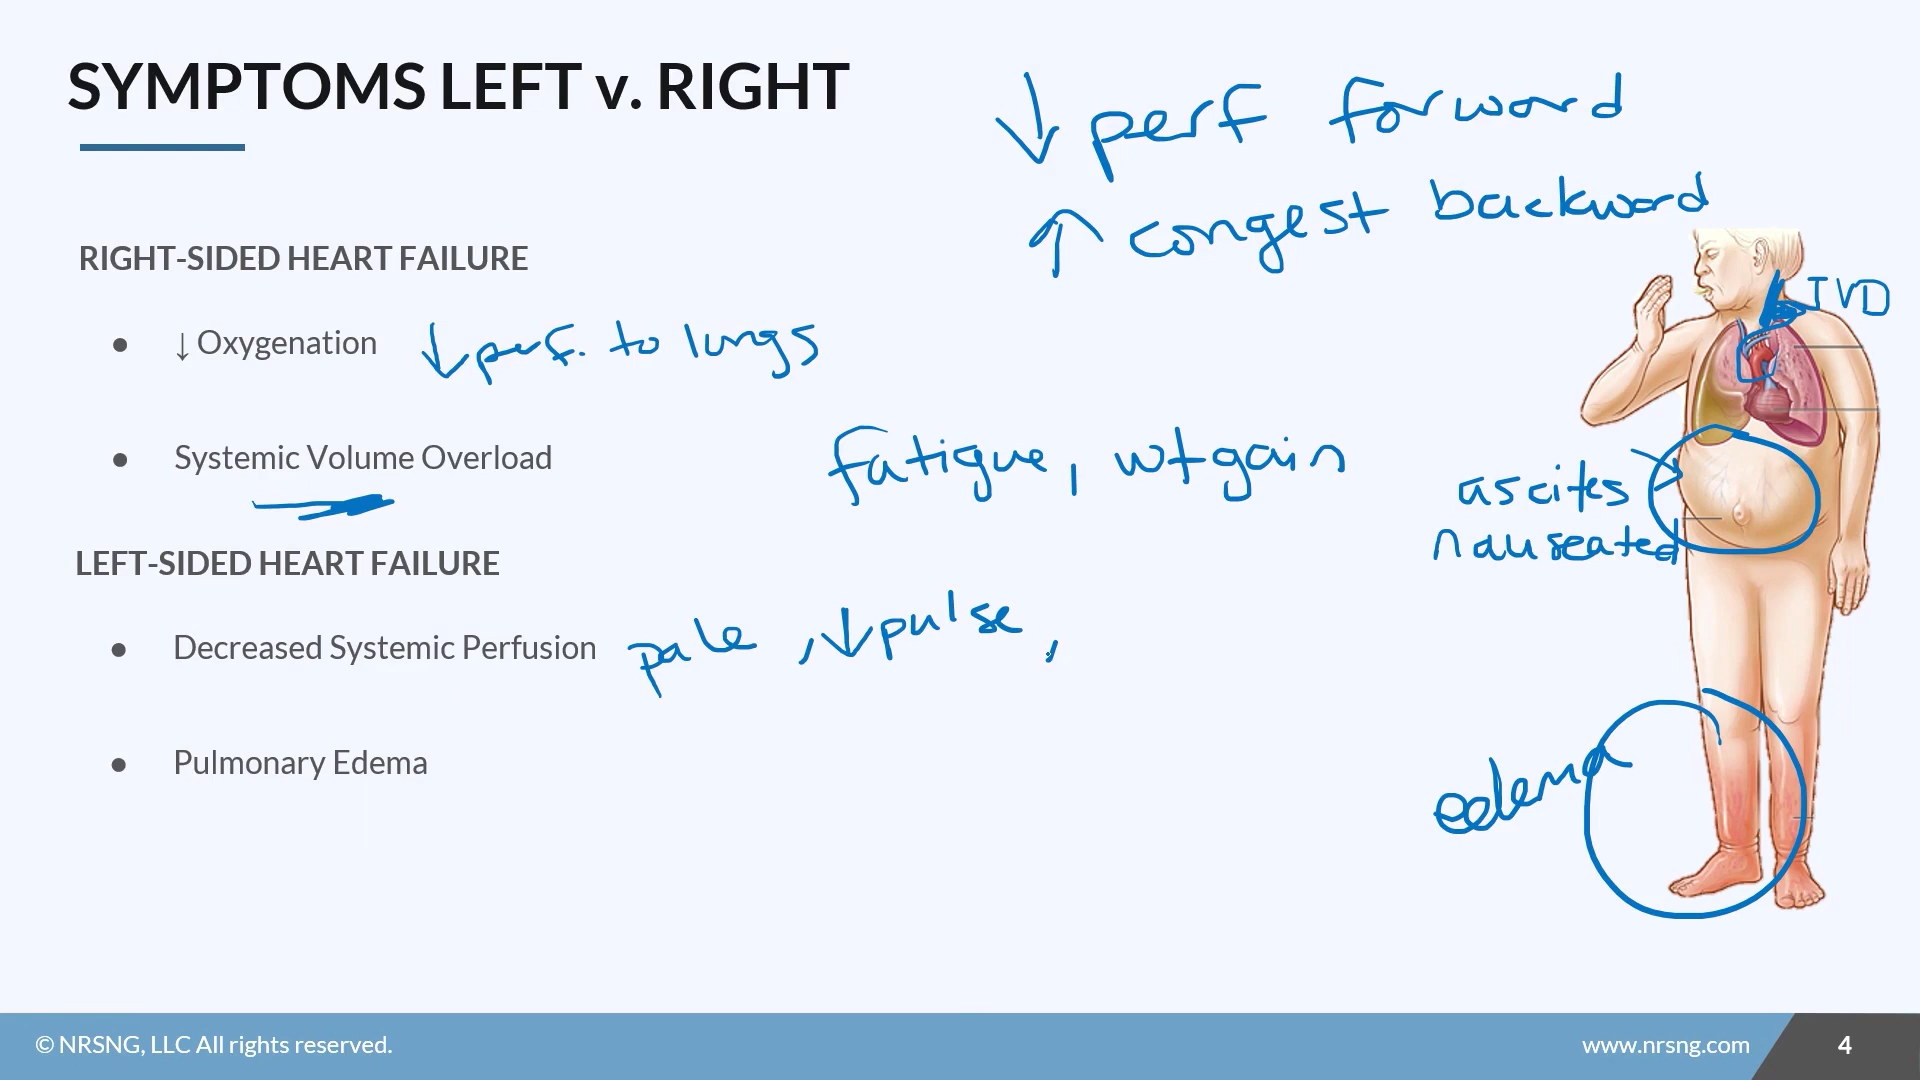 SYMPTOMS LEFT v. RIGHT
↓ perf forward
↑ congest backward
RIGHT-SIDED HEART FAILURE
JVD
● ↓ Oxygenation ↓ perf. to lungs
● Systemic Volume Overload
fatigue, wt gain
ascites
nauseated
LEFT-SIDED HEART FAILURE
● Decreased Systemic Perfusion pale, ↓ pulse,
● Pulmonary Edema
edema
© NRSNG, LLC All rights reserved.
www.nrsng.com
4